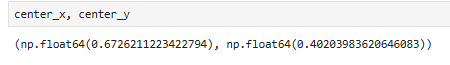 center_x, center_y
(np.float64(0.6726211223422794), np.float64(0.40203983620646083))